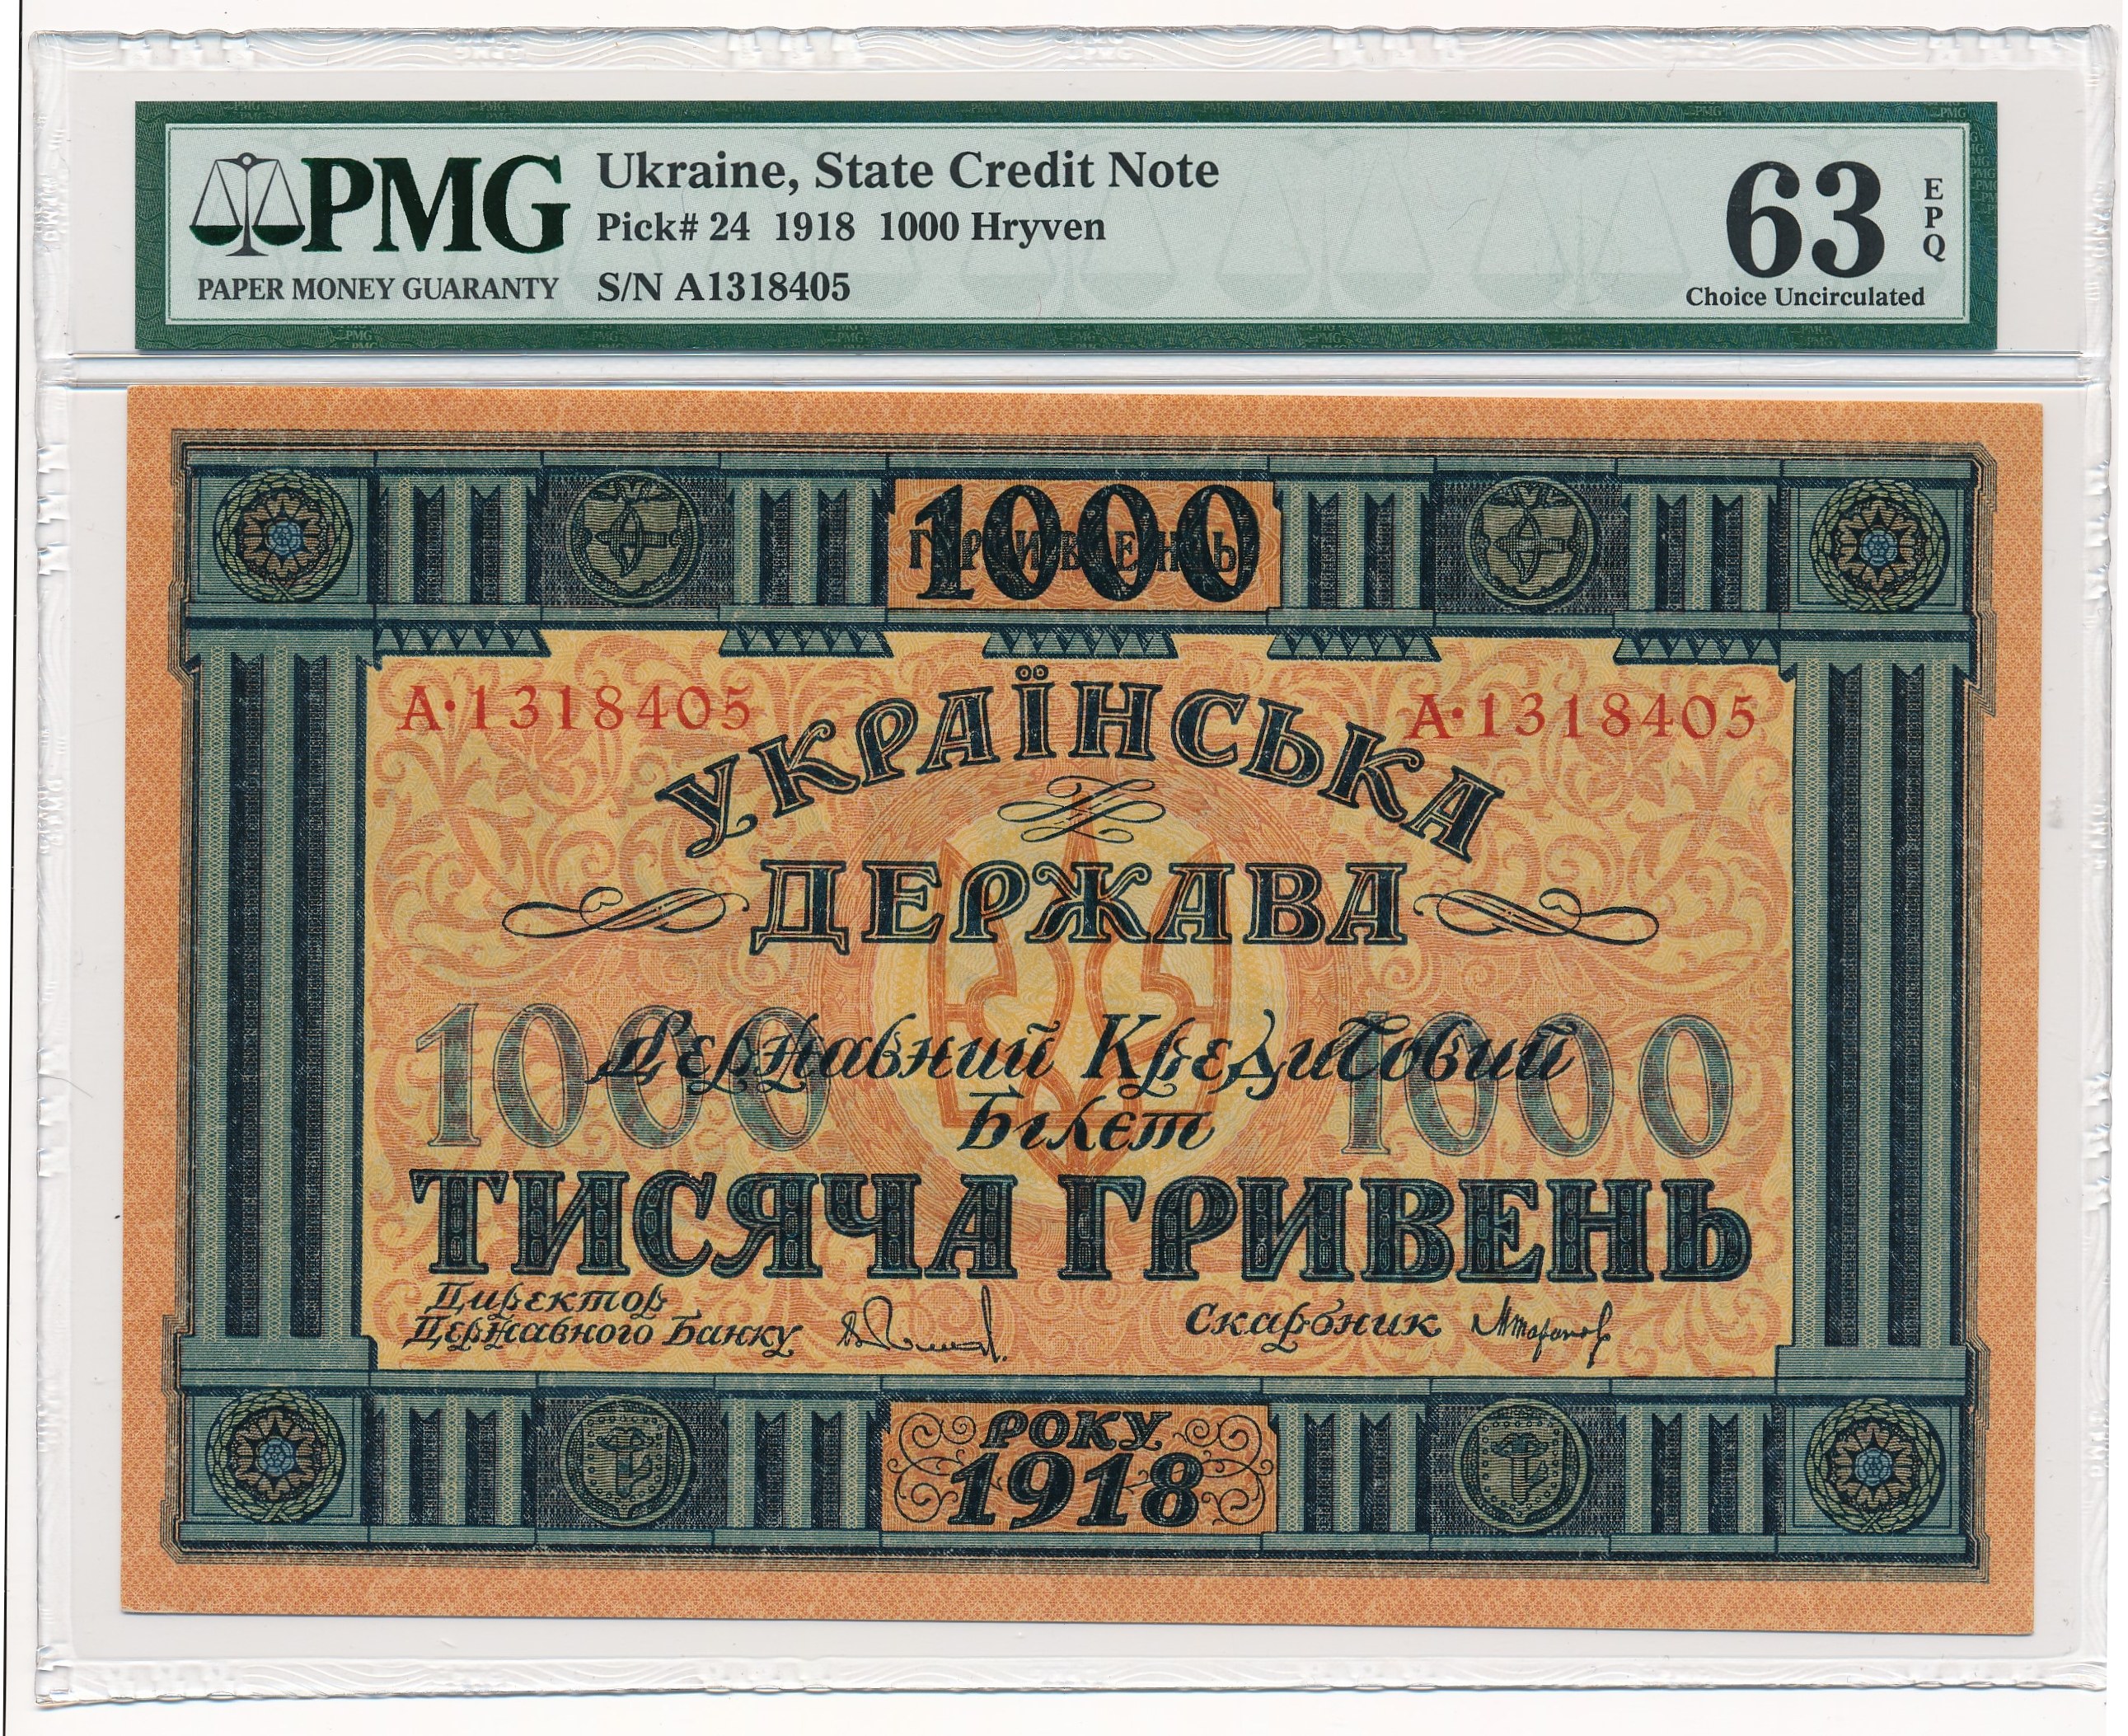 PMG
PAPER MONEY GUARANTY
Ukraine, State Credit Note
Pick# 24 1918 1000 Hryven
S/N A1318405
63
EPQ
Choice Uncirculated
1000
ГРИВЕНЬ
А·1318405
А·1318405
УКРАЇНСЬКА
ДЕРЖАВА
1000
1000
Державний Кредитовий
Білєт
ТИСЯЧА ГРИВЕНЬ
Директор
Державного Банку
Скарбник
РОКУ
1918